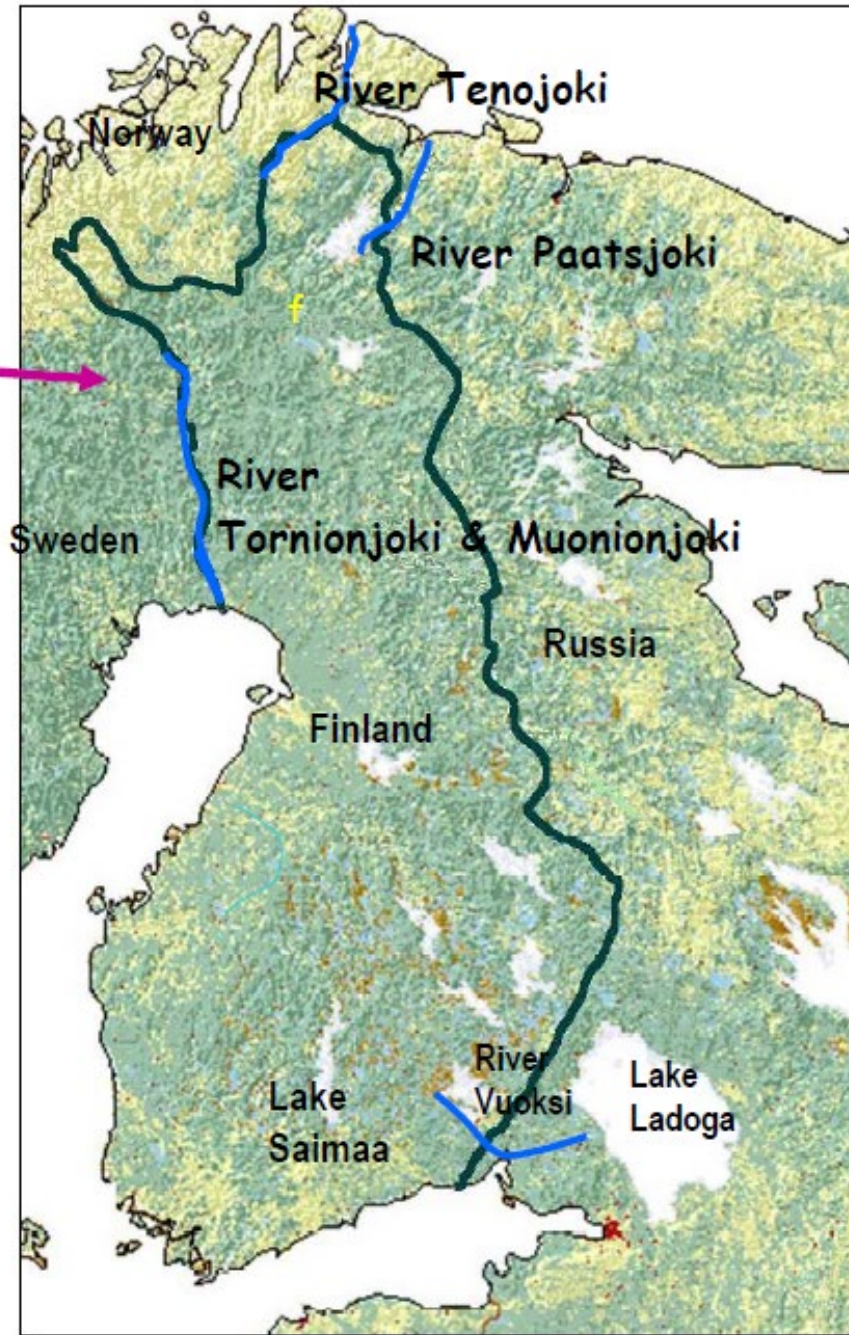 River Tenojoki
Norway
River Paatsjoki
f
River
Tornionjoki & Muonionjoki
Sweden
Russia
Finland
River
Vuoksi
Lake
Ladoga
Lake
Saimaa